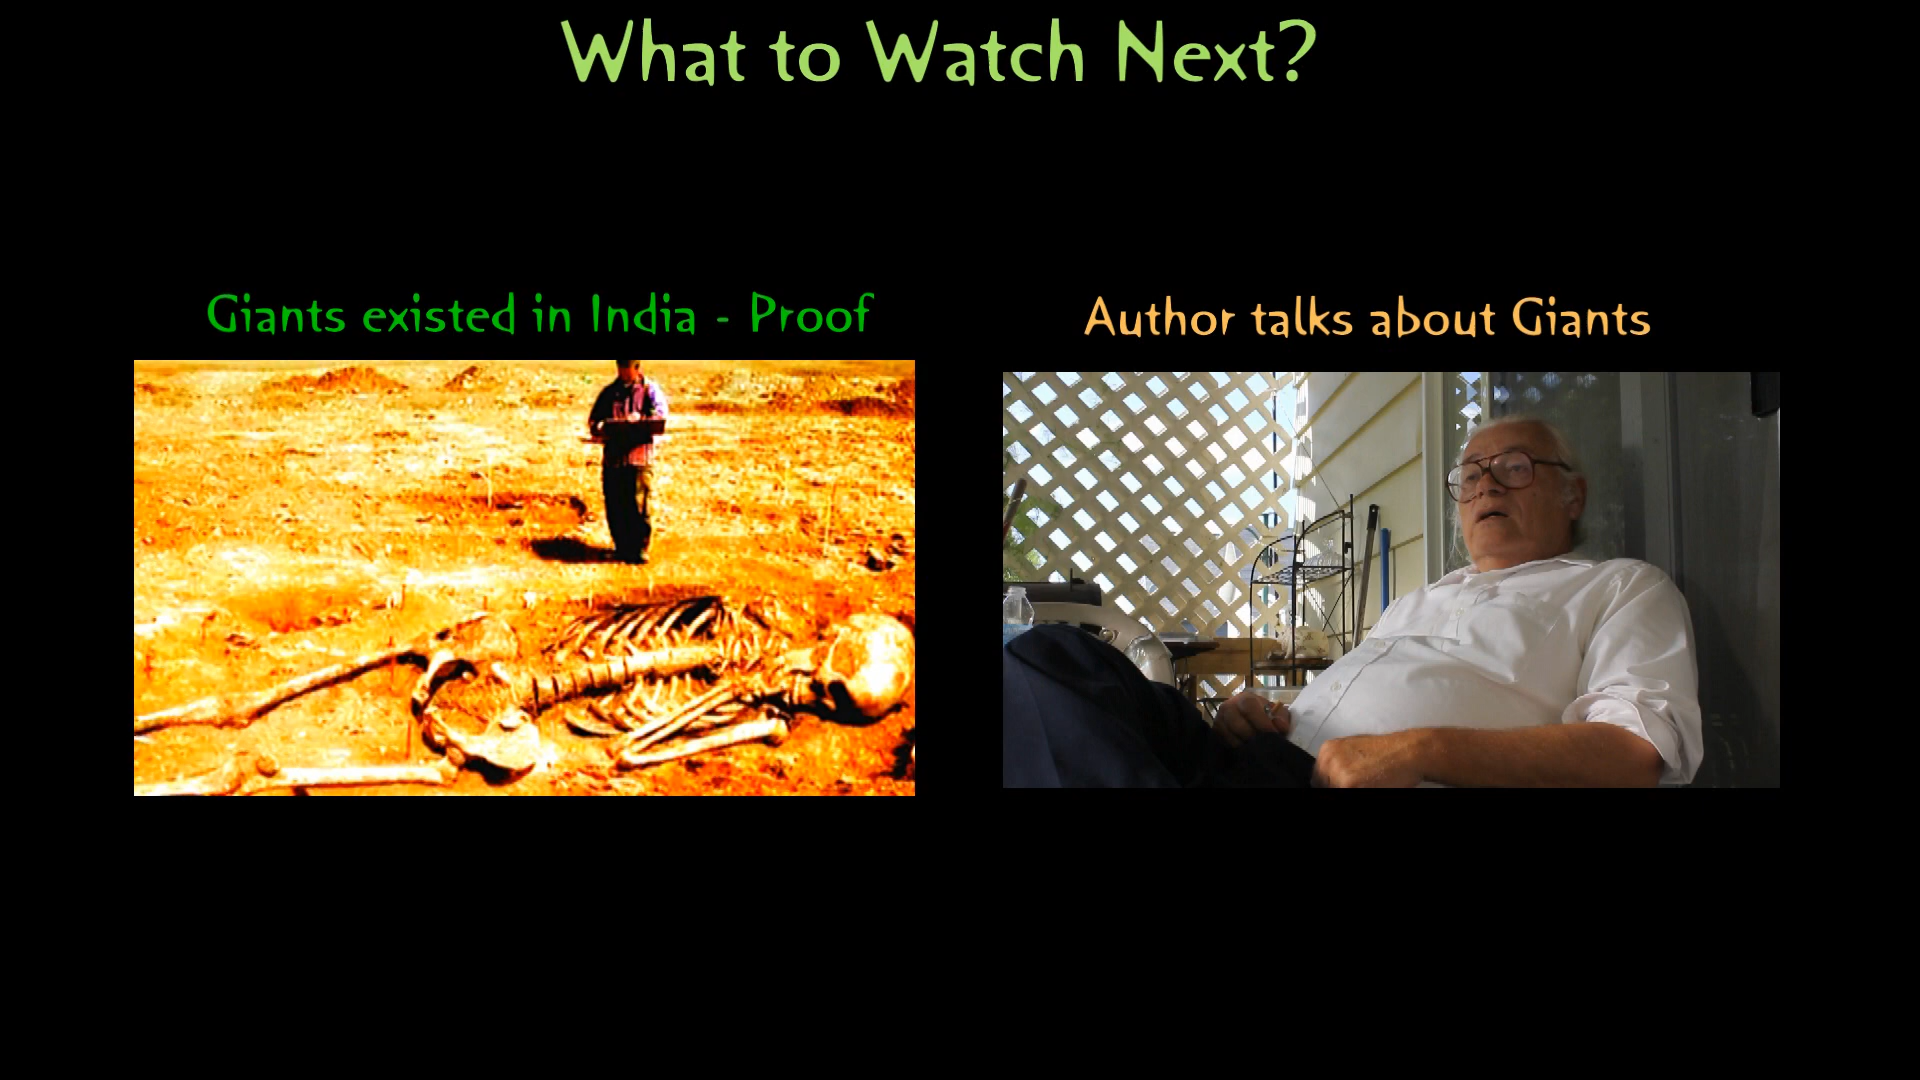 What to Watch Next?
Giants existed in India - Proof
Author talks about Giants